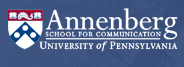 Annenberg
SCHOOL FOR COMMUNICATION
UNIVERSITY OF PENNSYLVANIA